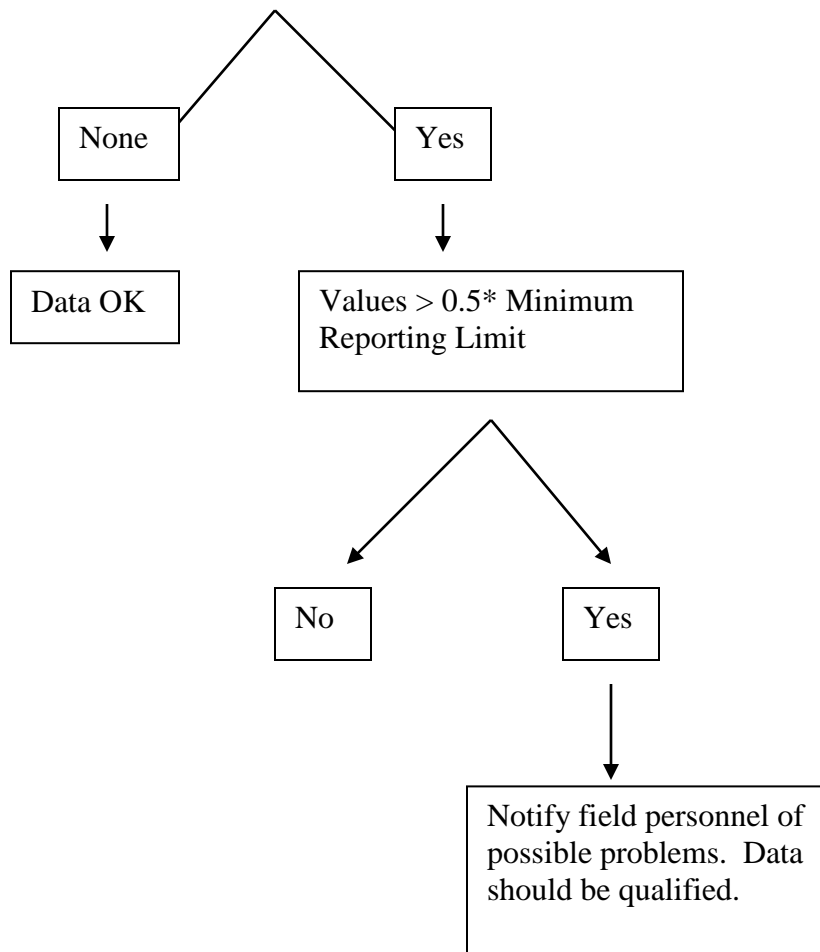 None
Yes
Data OK
Values > 0.5* Minimum
Reporting Limit
No
Yes
Notify field personnel of
possible problems.  Data
should be qualified.